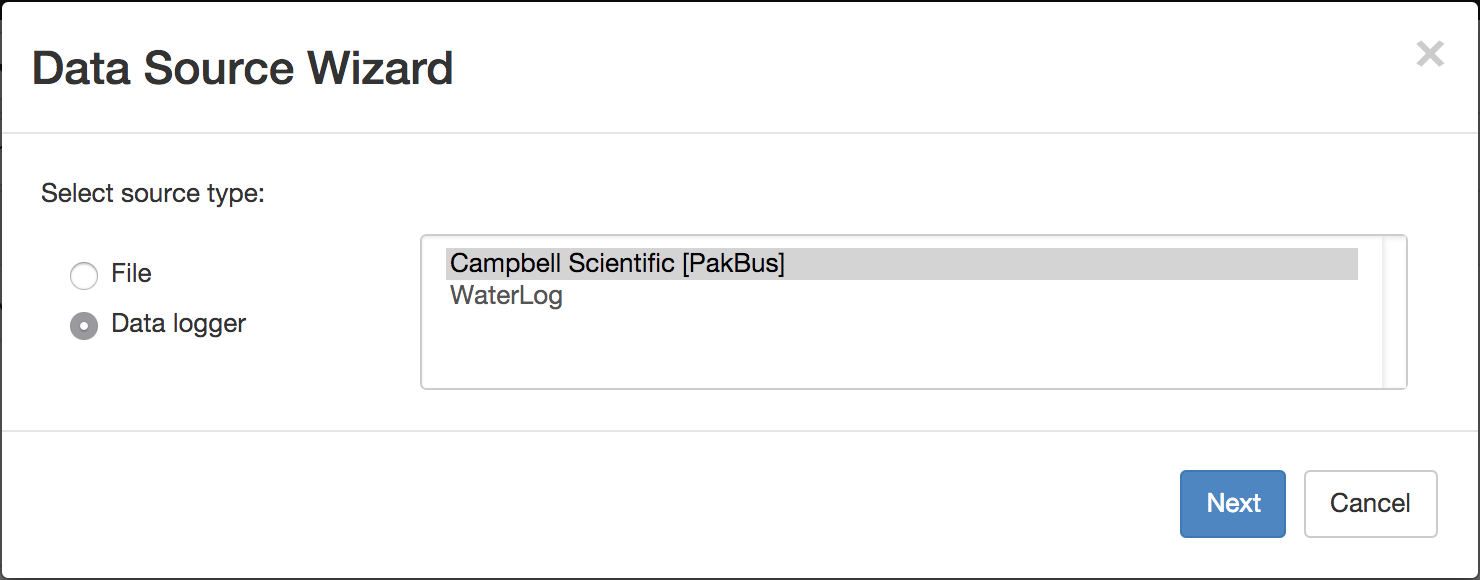 Data Source Wizard
Select source type:
File
Data logger
Campbell Scientific [PakBus]
WaterLog
Next
Cancel